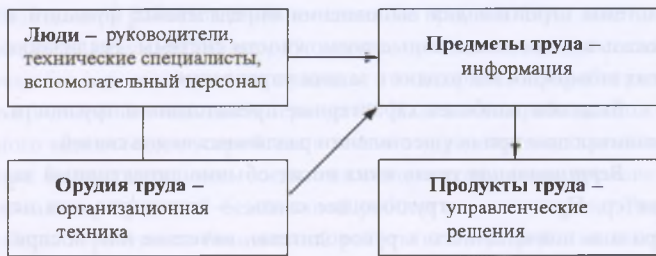 Люди – руководители,
технические специалисты,
вспомогательный персонал
Предметы труда –
информация
Орудия труда –
организационная
техника
Продукты труда –
управленческие
решения